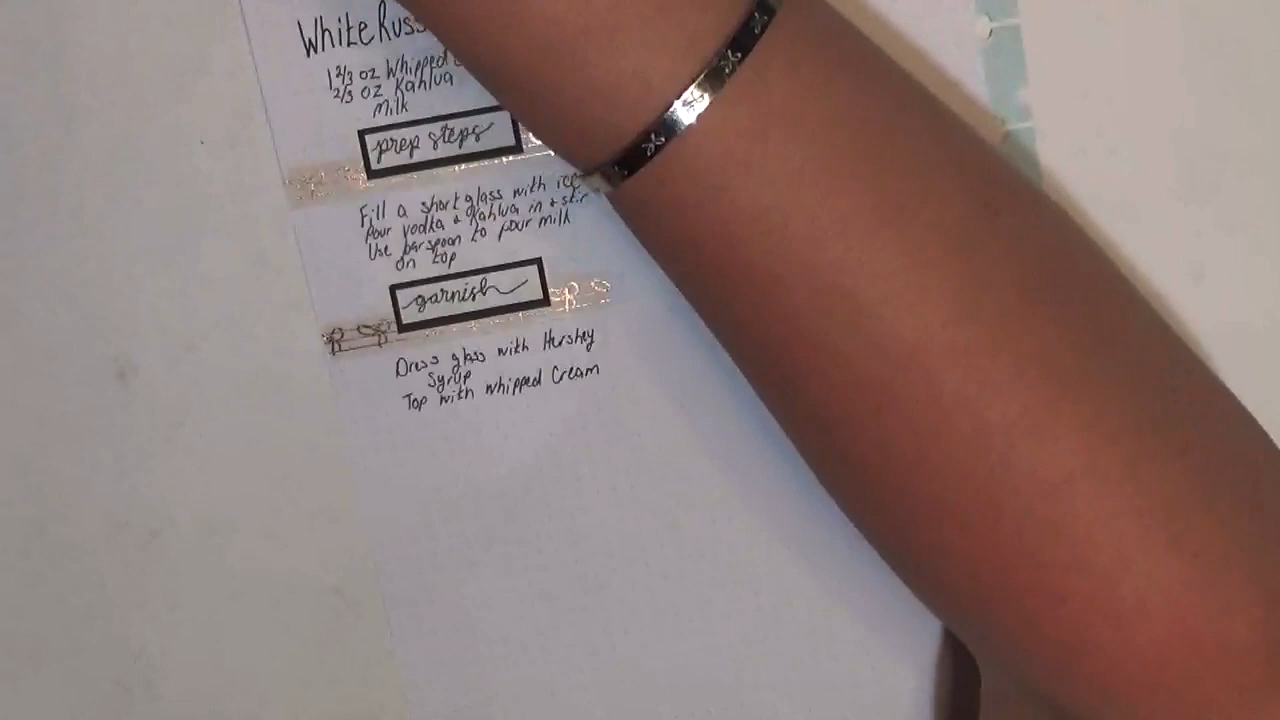 White Russ
1 2/3 oz Whipped
2/3 oz Kahlua
Milk
prep steps
Fill a short glass with ice
Pour vodka & Kahlua in & stir
Use barspoon to pour milk
on top
garnish
Dress glass with Hershey
Syrup
Top with whipped Cream